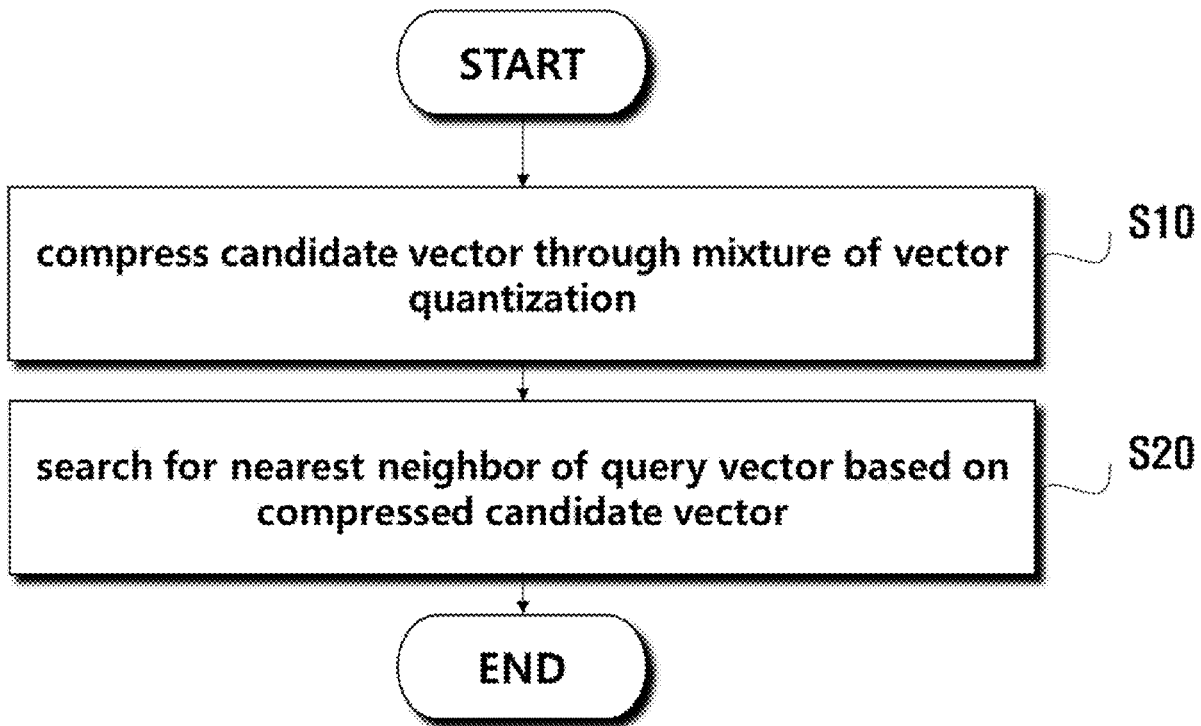 START
compress candidate vector through mixture of vector
quantization
S10
search for nearest neighbor of query vector based on
compressed candidate vector
S20
END